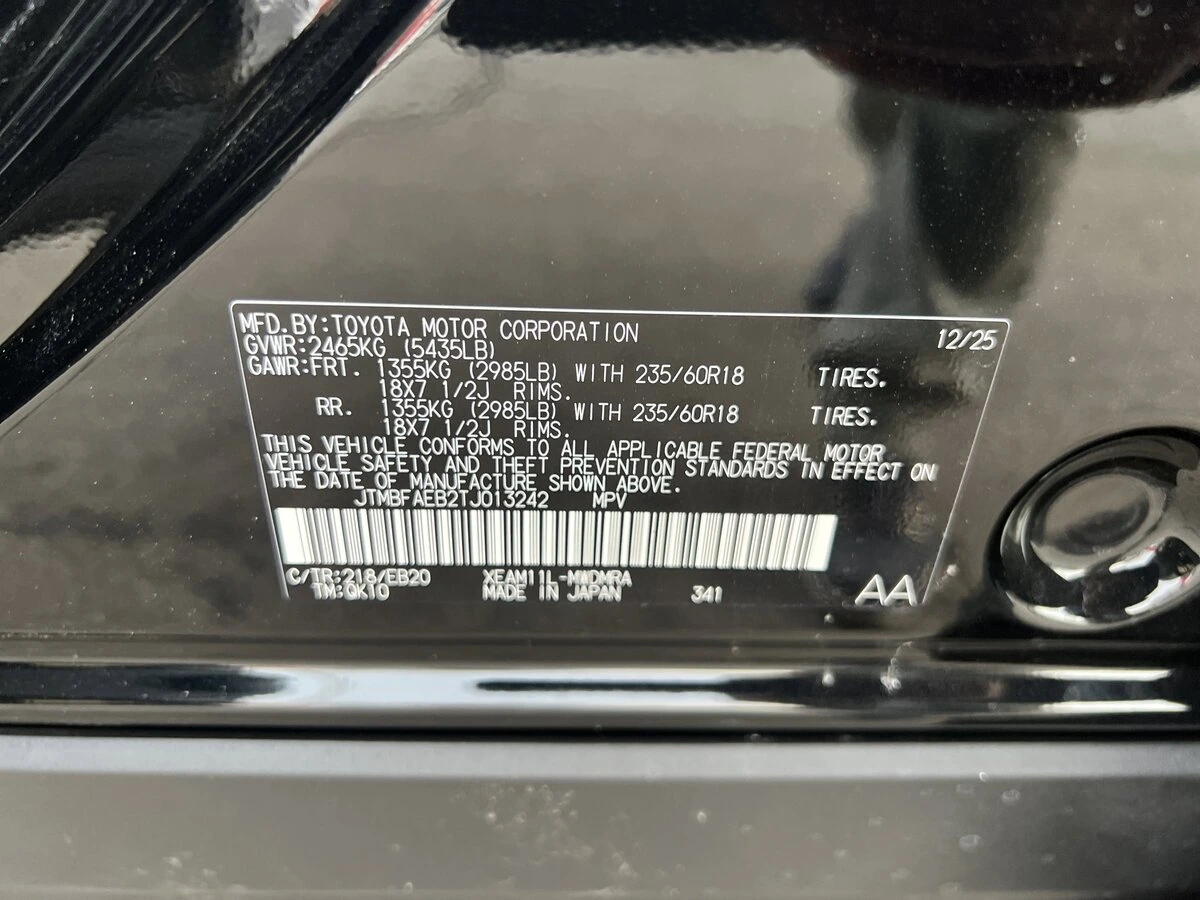 MFD.BY:TOYOTA MOTOR CORPORATION 12/25
GVWR:2465KG (5435LB)
GAWR:FRT. 1355KG (2985LB) WITH 235/60R18 TIRES.
18X7 1/2J RIMS.
RR. 1355KG (2985LB) WITH 235/60R18 TIRES.
18X7 1/2J RIMS.
THIS VEHICLE CONFORMS TO ALL APPLICABLE FEDERAL MOTOR
VEHICLE SAFETY AND THEFT PREVENTION STANDARDS IN EFFECT ON
THE DATE OF MANUFACTURE SHOWN ABOVE.
JTMBFAEB2TJ013242 MPV
C/TR:218/EB20 XEAM11L-MWDMRA
TM:QK10 MADE IN JAPAN 341 AA